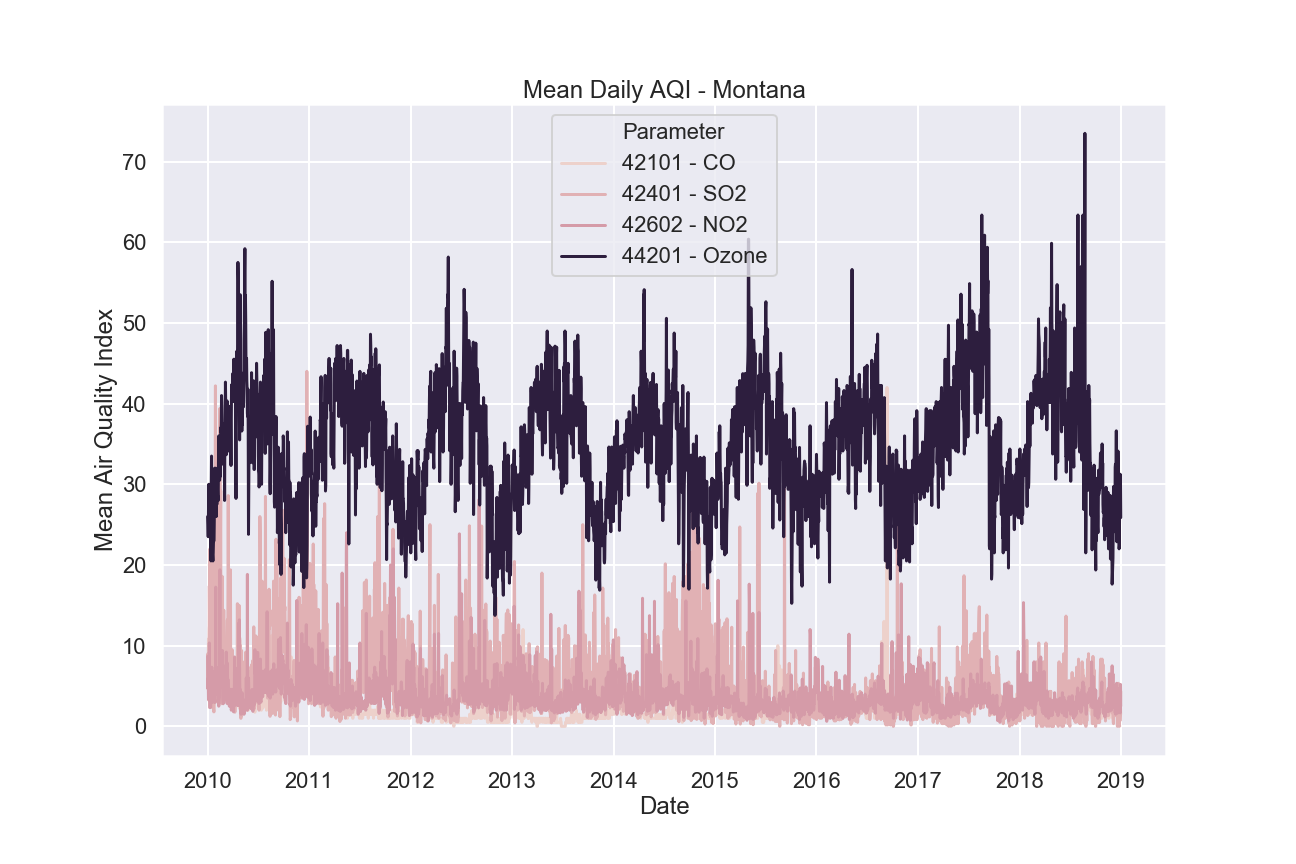 Mean Daily AQI - Montana
Parameter
42101 - CO
42401 - SO2
42602 - NO2
44201 - Ozone
Mean Air Quality Index
70
60
50
40
30
20
10
0
2010 2011 2012 2013 2014 2015 2016 2017 2018 2019
Date